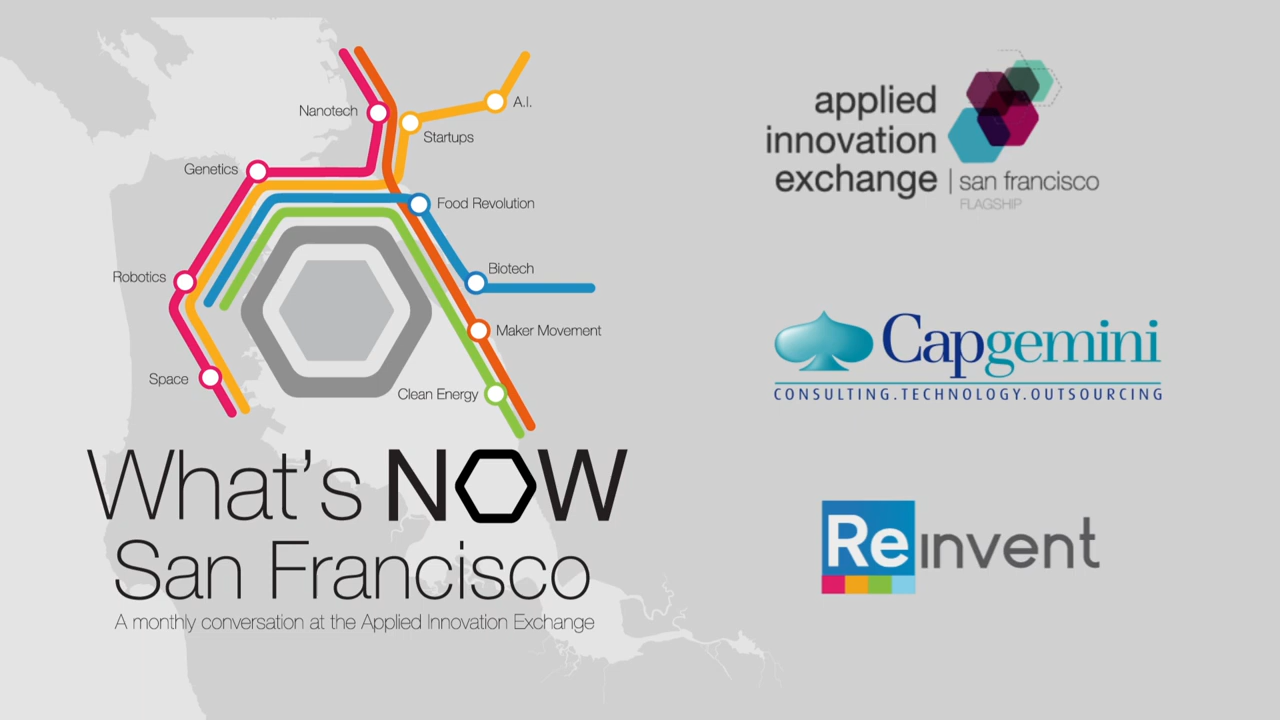 Nanotech
A.I.
Startups
Genetics
Food Revolution
Biotech
Robotics
Maker Movement
Space
Clean Energy
What's NOW
San Francisco
A monthly conversation at the Applied Innovation Exchange
applied
innovation
exchange | san francisco
FLAGSHIP
Capgemini
CONSULTING.TECHNOLOGY.OUTSOURCING
Reinvent